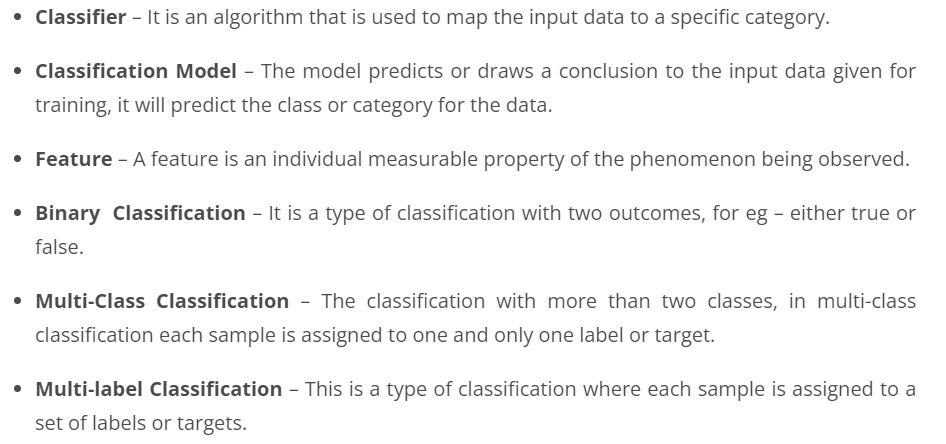 • Classifier – It is an algorithm that is used to map the input data to a specific category.
• Classification Model – The model predicts or draws a conclusion to the input data given for
training, it will predict the class or category for the data.
• Feature – A feature is an individual measurable property of the phenomenon being observed.
• Binary Classification – It is a type of classification with two outcomes, for eg – either true or
false.
• Multi-Class Classification – The classification with more than two classes, in multi-class
classification each sample is assigned to one and only one label or target.
• Multi-label Classification – This is a type of classification where each sample is assigned to a
set of labels or targets.